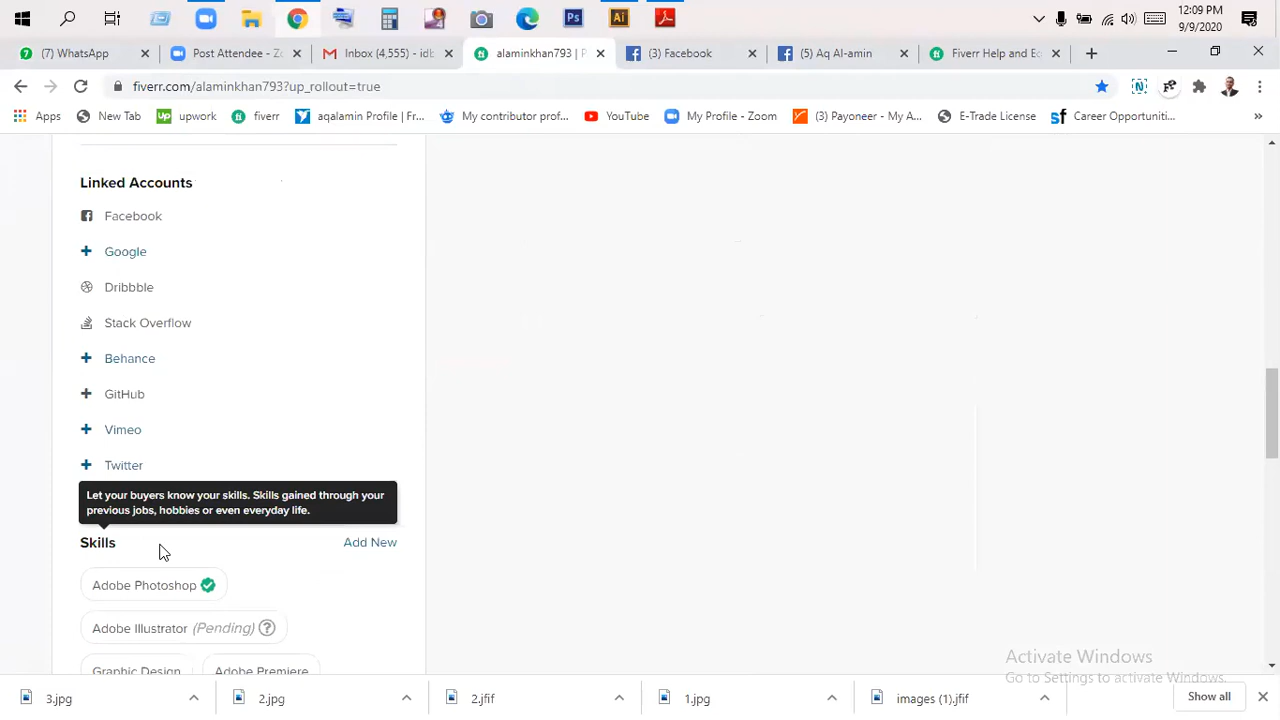 12:09 PM
9/9/2020
(7) WhatsApp
Post Attendee - Zo
Inbox (4,555) - idb
alaminkhan793 | P
(3) Facebook
(5) Aq Al-amin
Fiverr Help and Ec
fiverr.com/alaminkhan793?up_rollout=true
Apps
New Tab
up upwork
fi fiverr
aqalamin Profile | Fr...
My contributor prof...
YouTube
My Profile - Zoom
(3) Payoneer - My A...
E-Trade License
Sf Career Opportuniti...
»
Linked Accounts
Facebook
+ Google
Dribbble
Stack Overflow
+ Behance
+ GitHub
+ Vimeo
+ Twitter
Let your buyers know your skills. Skills gained through your
previous jobs, hobbies or even everyday life.
Skills
Add New
Adobe Photoshop
Adobe Illustrator (Pending) ?
Graphic Design
Adobe Premiere
Activate Windows
Go to Settings to activate Windows.
3.jpg
2.jpg
2.jfif
1.jpg
images (1).jfif
Show all